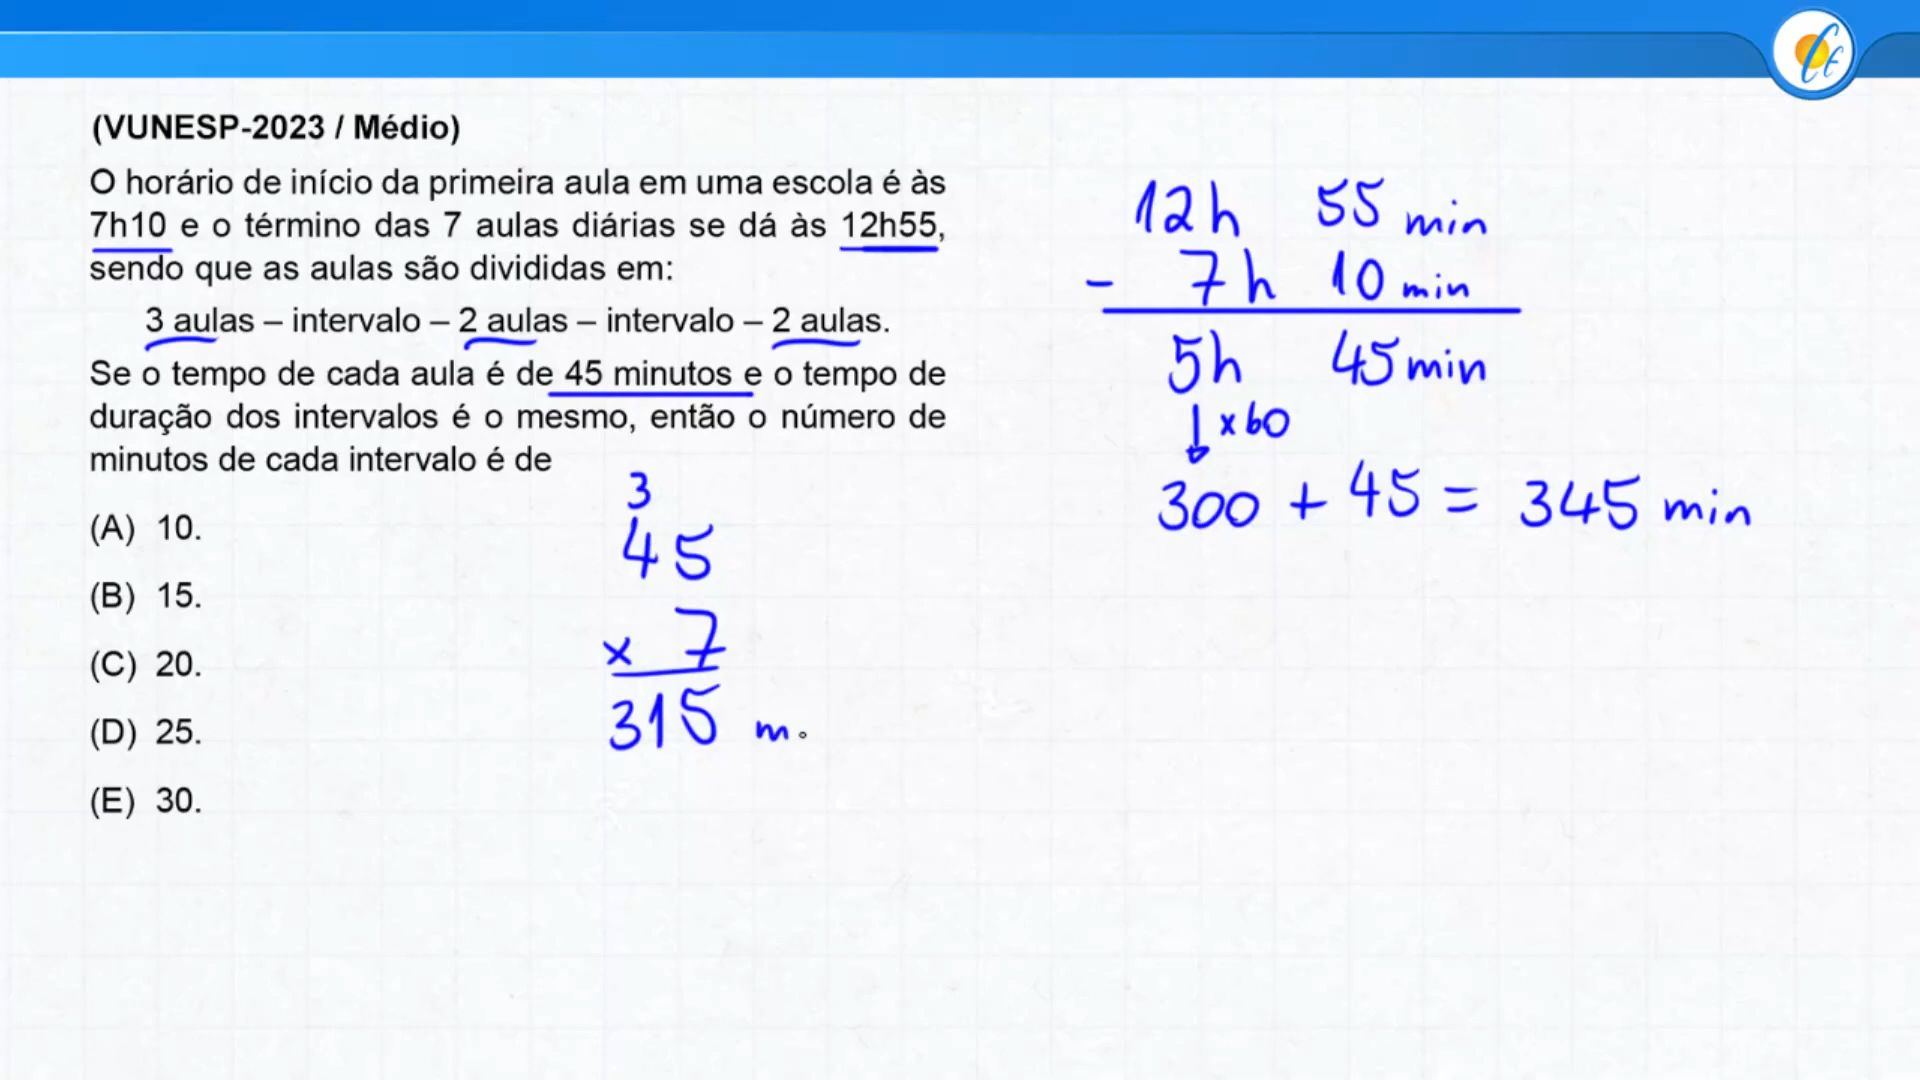 (VUNESP-2023 / Médio)
O horário de início da primeira aula em uma escola é às
7h10 e o término das 7 aulas diárias se dá às 12h55,
sendo que as aulas são divididas em:
3 aulas – intervalo – 2 aulas – intervalo – 2 aulas.
Se o tempo de cada aula é de 45 minutos e o tempo de
duração dos intervalos é o mesmo, então o número de
minutos de cada intervalo é de
(A) 10.
(B) 15.
(C) 20.
(D) 25.
(E) 30.
3
45
x 7
315 m
12h 55 min
- 7h 10 min
5h 45 min
x60
300 + 45 = 345 min